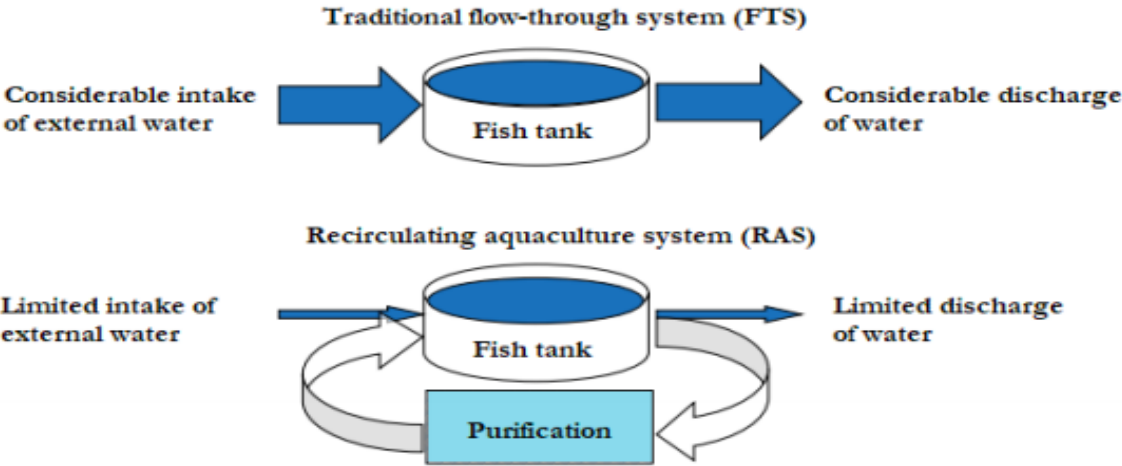 Traditional flow-through system (FTS)
Considerable intake
of external water
Fish tank
Considerable discharge
of water
Recirculating aquaculture system (RAS)
Limited intake of
external water
Fish tank
Limited discharge
of water
Purification